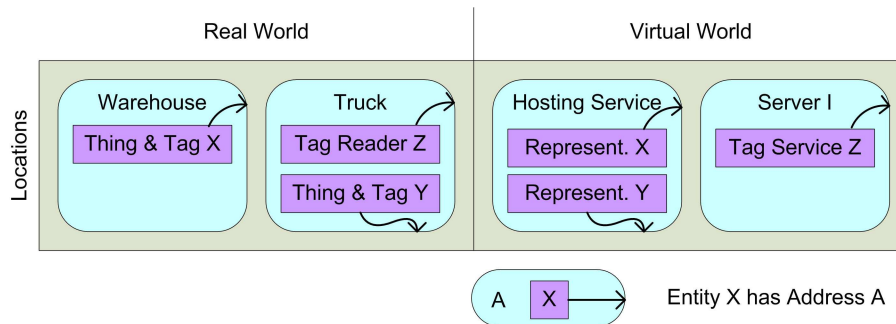 Real World
Virtual World
Locations
Warehouse
Thing & Tag X
Truck
Tag Reader Z
Thing & Tag Y
Hosting Service
Represent. X
Represent. Y
Server I
Tag Service Z
A
X
Entity X has Address A